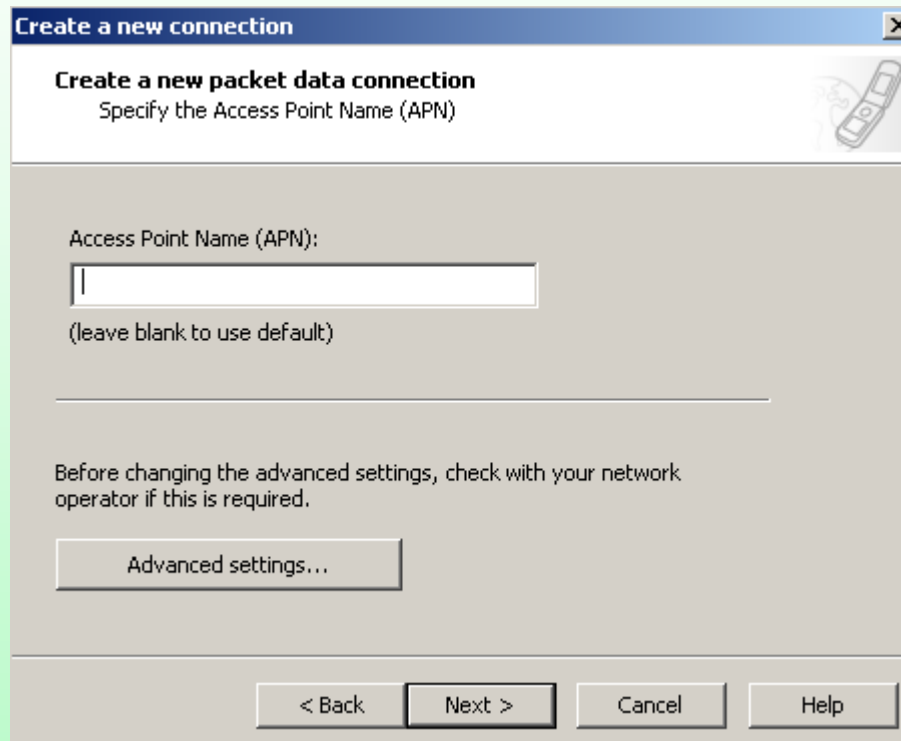 Create a new connection
Create a new packet data connection
Specify the Access Point Name (APN)
Access Point Name (APN):
(leave blank to use default)
Before changing the advanced settings, check with your network
operator if this is required.
Advanced settings...
< Back Next > Cancel Help